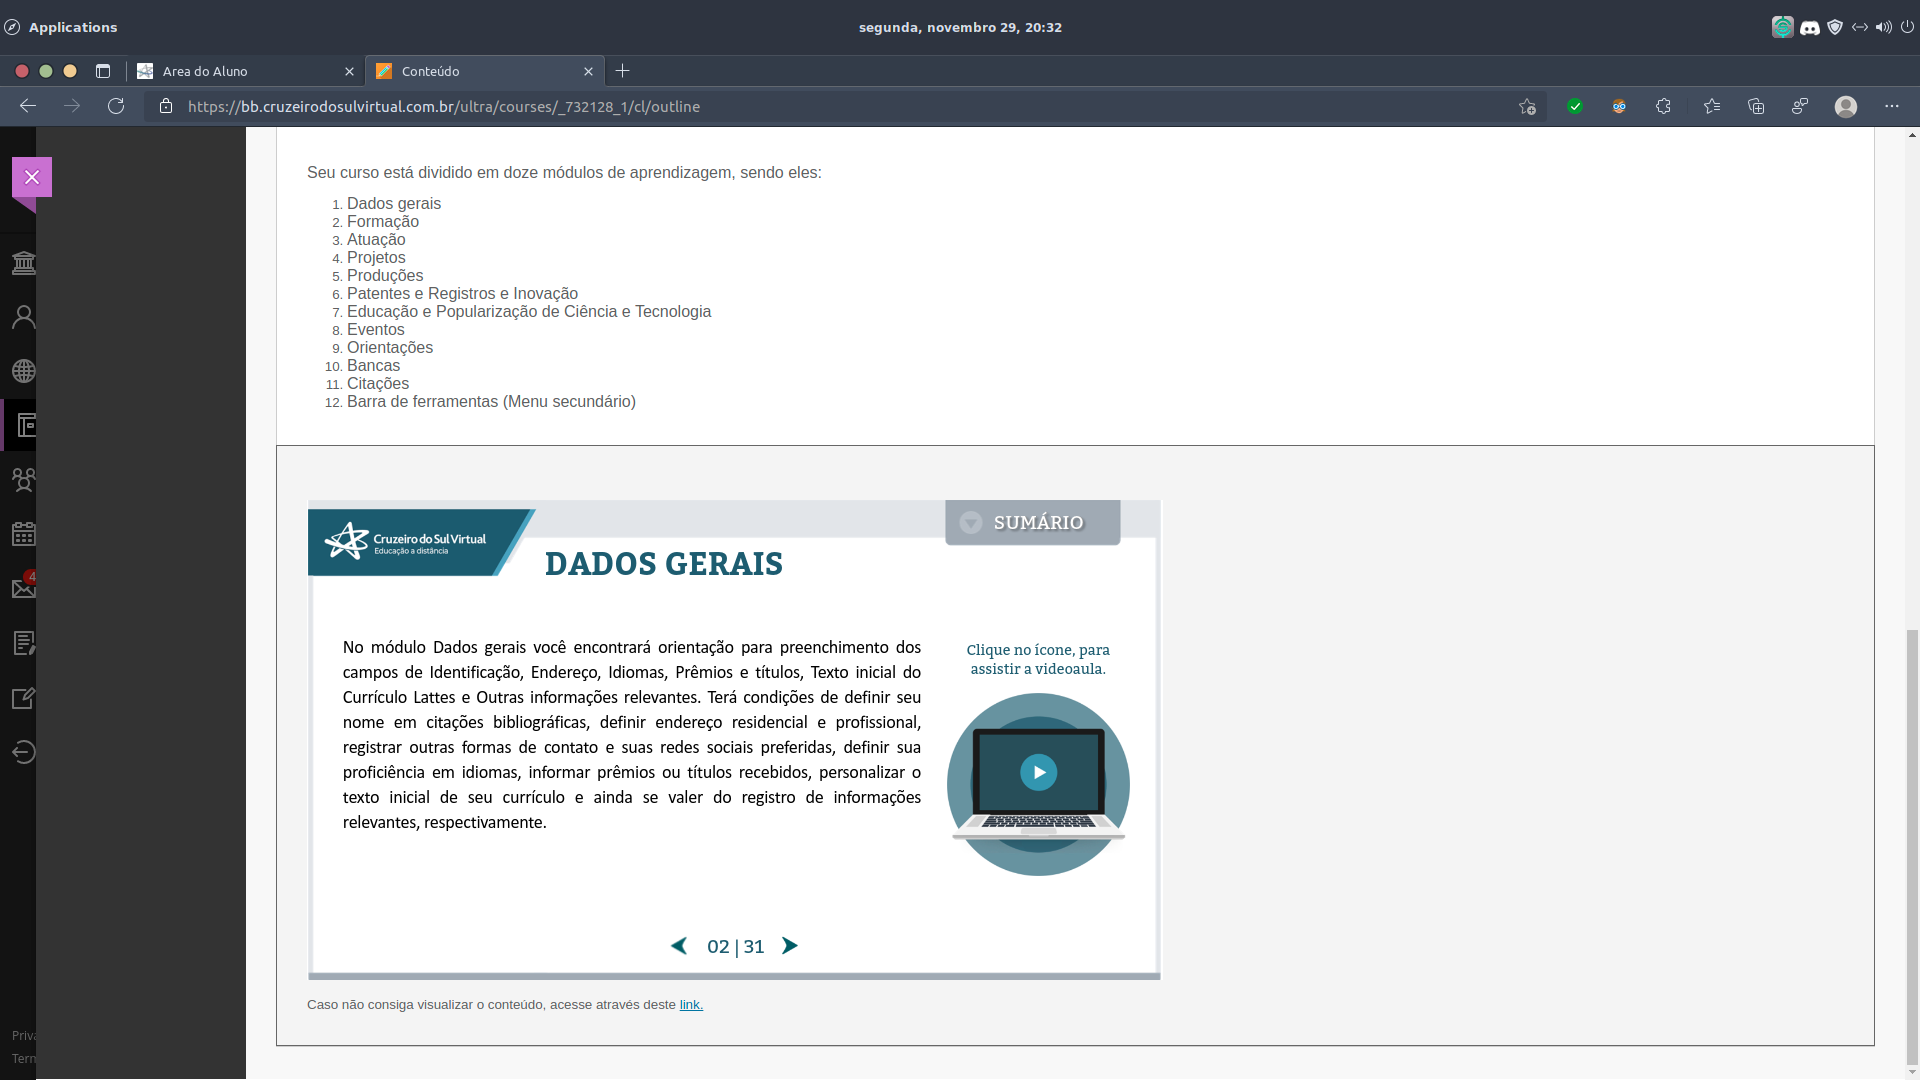 Applications
segunda, novembro 29, 20:32
Area do Aluno
Conteúdo
https://bb.cruzeirodosulvirtual.com.br/ultra/courses/_732128_1/cl/outline
Seu curso está dividido em doze módulos de aprendizagem, sendo eles:
1. Dados gerais
2. Formação
3. Atuação
4. Projetos
5. Produções
6. Patentes e Registros e Inovação
7. Educação e Popularização de Ciência e Tecnologia
8. Eventos
9. Orientações
10. Bancas
11. Citações
12. Barra de ferramentas (Menu secundário)
4
Cruzeiro do Sul Virtual
Educação a distância
SUMÁRIO
DADOS GERAIS
No módulo Dados gerais você encontrará orientação para preenchimento dos
campos de Identificação, Endereço, Idiomas, Prêmios e títulos, Texto inicial do
Currículo Lattes e Outras informações relevantes. Terá condições de definir seu
nome em citações bibliográficas, definir endereço residencial e profissional,
registrar outras formas de contato e suas redes sociais preferidas, definir sua
proficiência em idiomas, informar prêmios ou títulos recebidos, personalizar o
texto inicial de seu currículo e ainda se valer do registro de informações
relevantes, respectivamente.
Clique no ícone, para
assistir a videoaula.
02 | 31
Caso não consiga visualizar o conteúdo, acesse através deste link.
Priva
Term